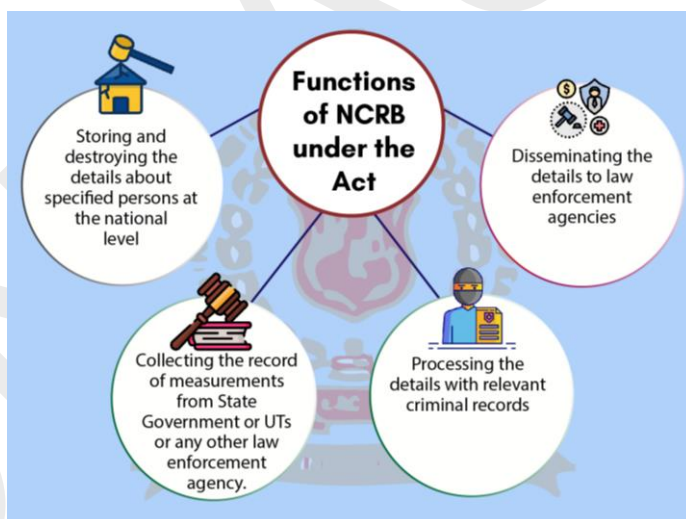 Functions
of NCRB
under the
Act
Storing and
destroying the
details about
specified persons at
the national
level
Disseminating the
details to law
enforcement
agencies
Collecting the record
of measurements
from State
Government or UTs
or any other law
enforcement
agency.
Processing the
details with relevant
criminal records